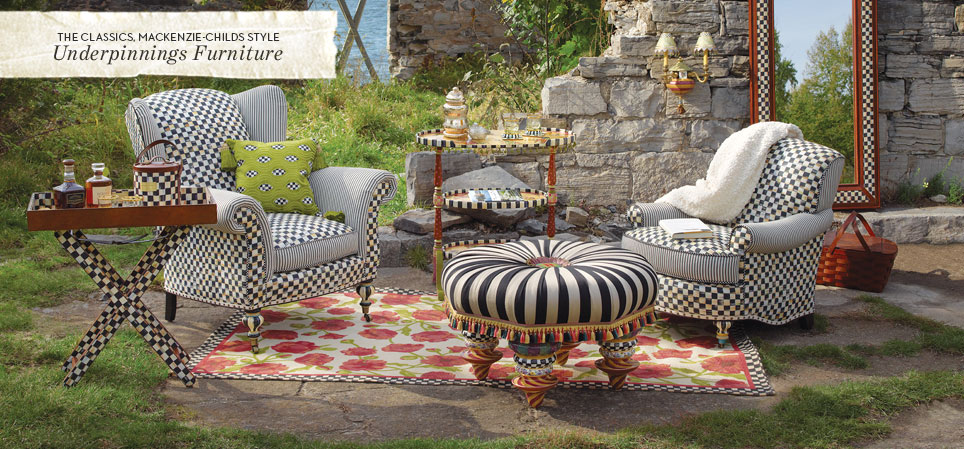 THE CLASSICS, MACKENZIE-CHILDS STYLE
Underpinnings Furniture